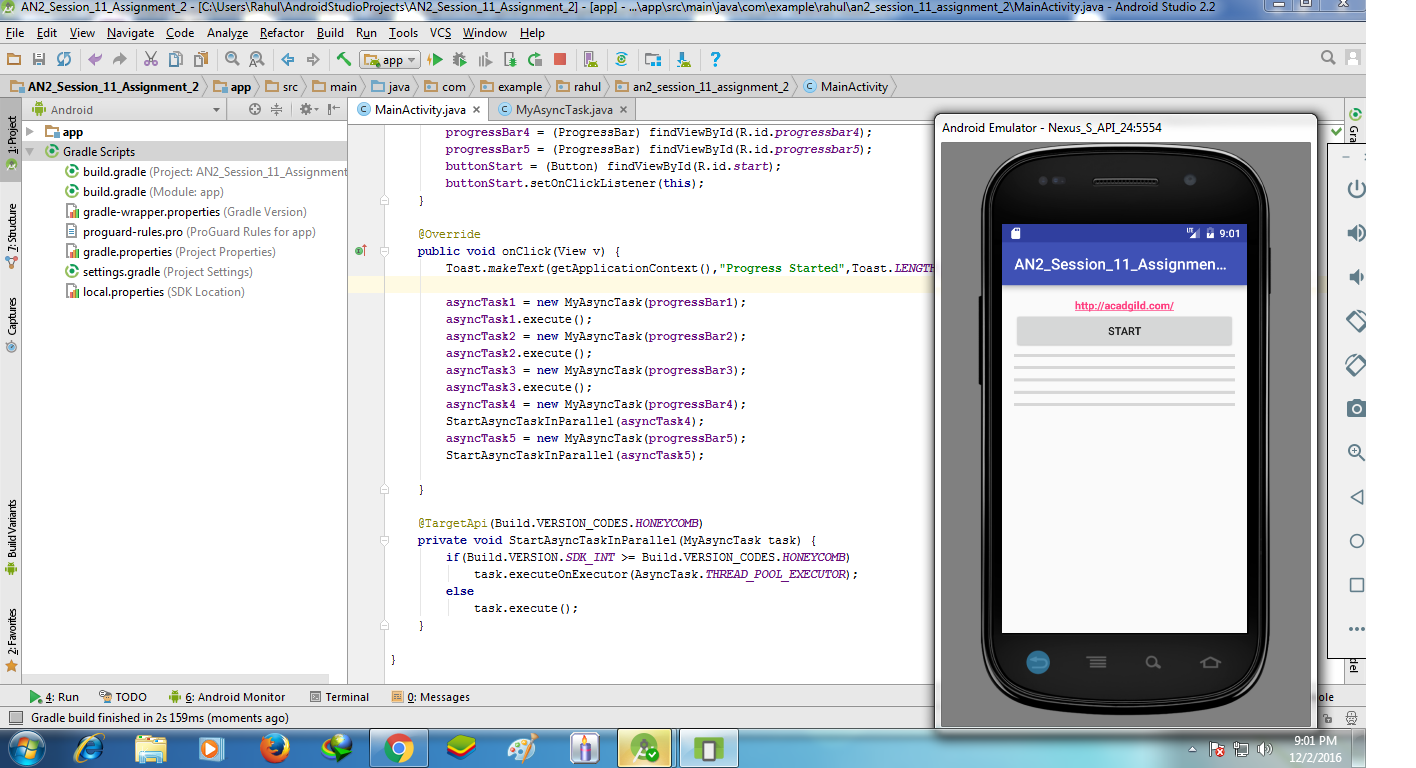 AN2_Session_11_Assignment_2 - [C:\Users\Rahul\AndroidStudioProjects\AN2_Session_11_Assignment_2] - [app] - ...\app\src\main\java\com\example\rahul\an2_session_11_assignment_2\MainActivity.java - Android Studio 2.2
File Edit View Navigate Code Analyze Refactor Build Run Tools VCS Window Help
app
AN2_Session_11_Assignment_2 app src main java com example rahul an2_session_11_assignment_2 MainActivity
Android
MainActivity.java
MyAsyncTask.java
1: Project
7: Structure
Captures
Build Variants
2: Favorites
app
Gradle Scripts
build.gradle (Project: AN2_Session_11_Assignment
build.gradle (Module: app)
gradle-wrapper.properties (Gradle Version)
proguard-rules.pro (ProGuard Rules for app)
gradle.properties (Project Properties)
settings.gradle (Project Settings)
local.properties (SDK Location)
progressBar4 = (ProgressBar) findViewById(R.id.progressbar4);
progressBar5 = (ProgressBar) findViewById(R.id.progressbar5);
buttonStart = (Button) findViewById(R.id.start);
buttonStart.setOnClickListener(this);
}
@Override
public void onClick(View v) {
Toast.makeText(getApplicationContext(),"Progress Started",Toast.LENGTH
asyncTask1 = new MyAsyncTask(progressBar1);
asyncTask1.execute();
asyncTask2 = new MyAsyncTask(progressBar2);
asyncTask2.execute();
asyncTask3 = new MyAsyncTask(progressBar3);
asyncTask3.execute();
asyncTask4 = new MyAsyncTask(progressBar4);
StartAsyncTaskInParallel(asyncTask4);
asyncTask5 = new MyAsyncTask(progressBar5);
StartAsyncTaskInParallel(asyncTask5);
}
@TargetApi(Build.VERSION_CODES.HONEYCOMB)
private void StartAsyncTaskInParallel(MyAsyncTask task) {
if(Build.VERSION.SDK_INT >= Build.VERSION_CODES.HONEYCOMB)
task.executeOnExecutor(AsyncTask.THREAD_POOL_EXECUTOR);
else
task.execute();
}
}
Android Emulator - Nexus_S_API_24:5554
LTE 9:01
AN2_Session_11_Assignmen...
http://acadgild.com/
START
Gra
del
4: Run TODO 6: Android Monitor Terminal 0: Messages
ole
Gradle build finished in 2s 159ms (moments ago)
9:01 PM
12/2/2016